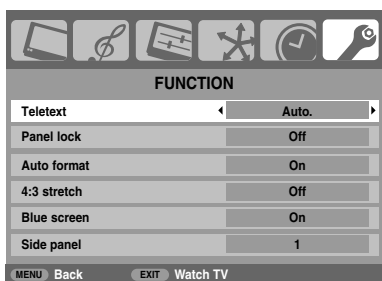 FUNCTION
Teletext Auto.
Panel lock Off
Auto format On
4:3 stretch Off
Blue screen On
Side panel 1
MENU Back EXIT Watch TV